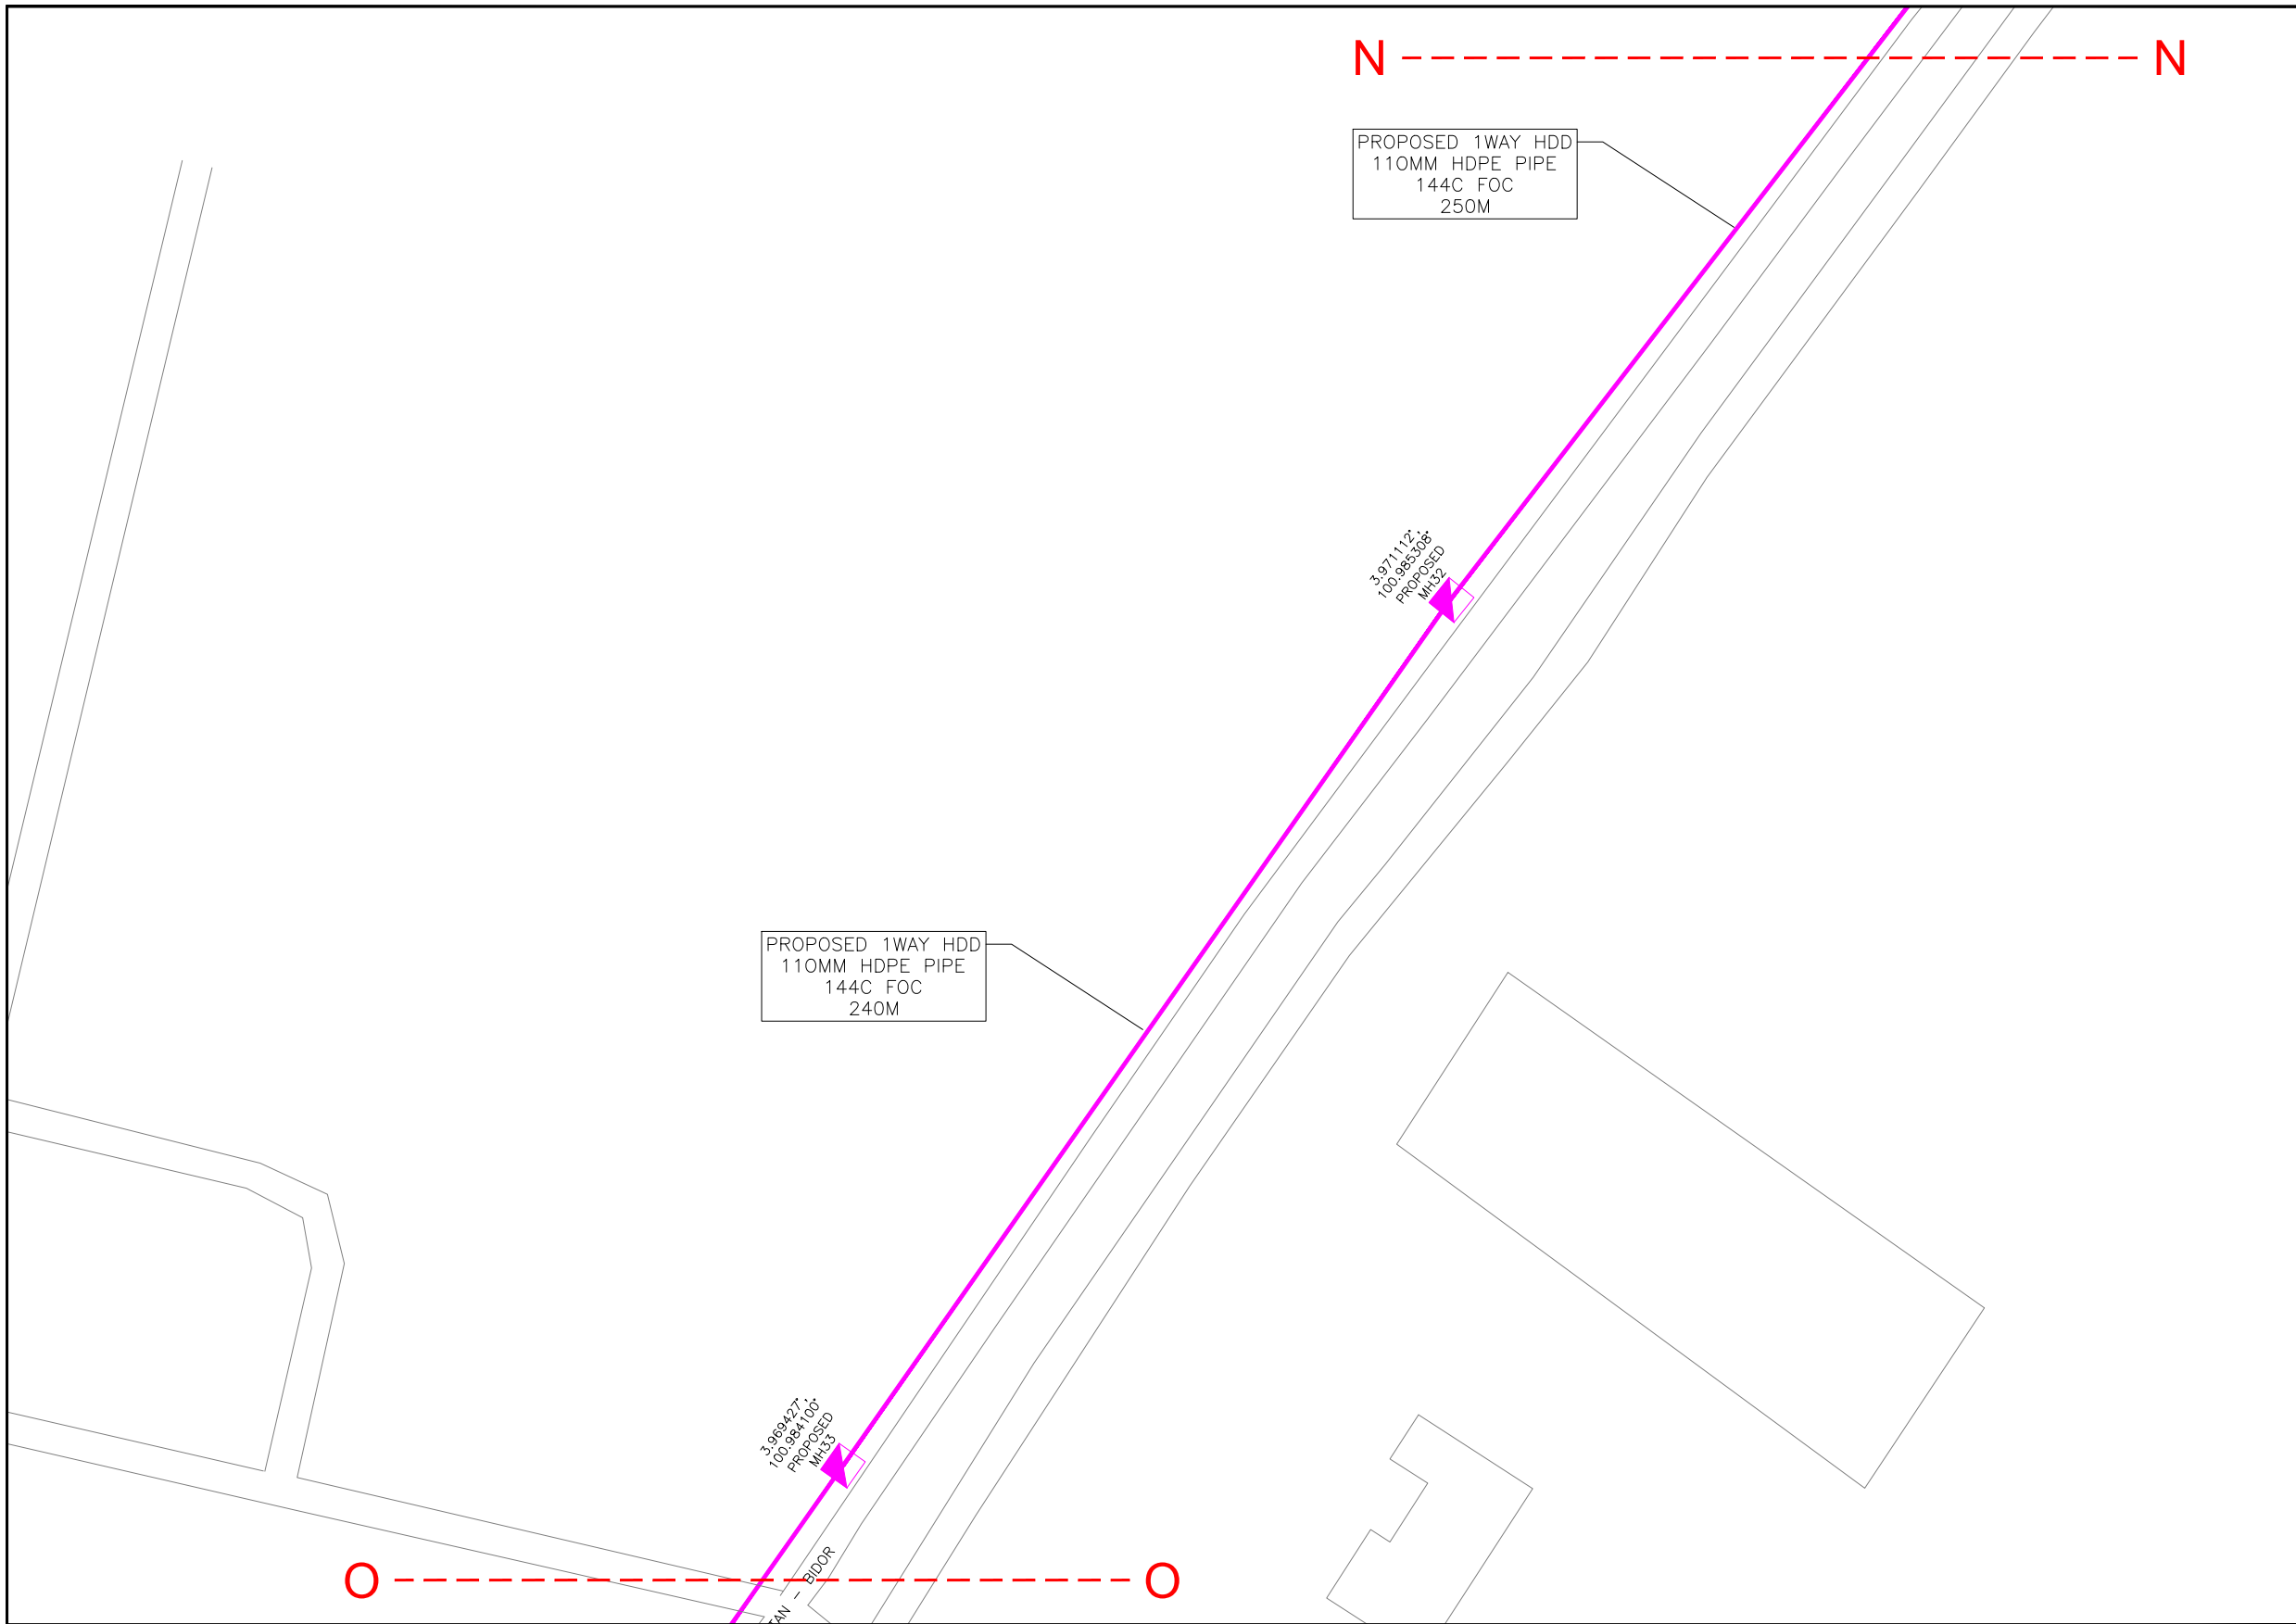 N N
PROPOSED 1WAY HDD
110MM HDPE PIPE
144C FOC
250M
3.971112°,
100.985308°
PROPOSED
MH32
PROPOSED 1WAY HDD
110MM HDPE PIPE
144C FOC
240M
3.969427°,
100.984100°
PROPOSED
MH33
TAN - BIDOR
O O